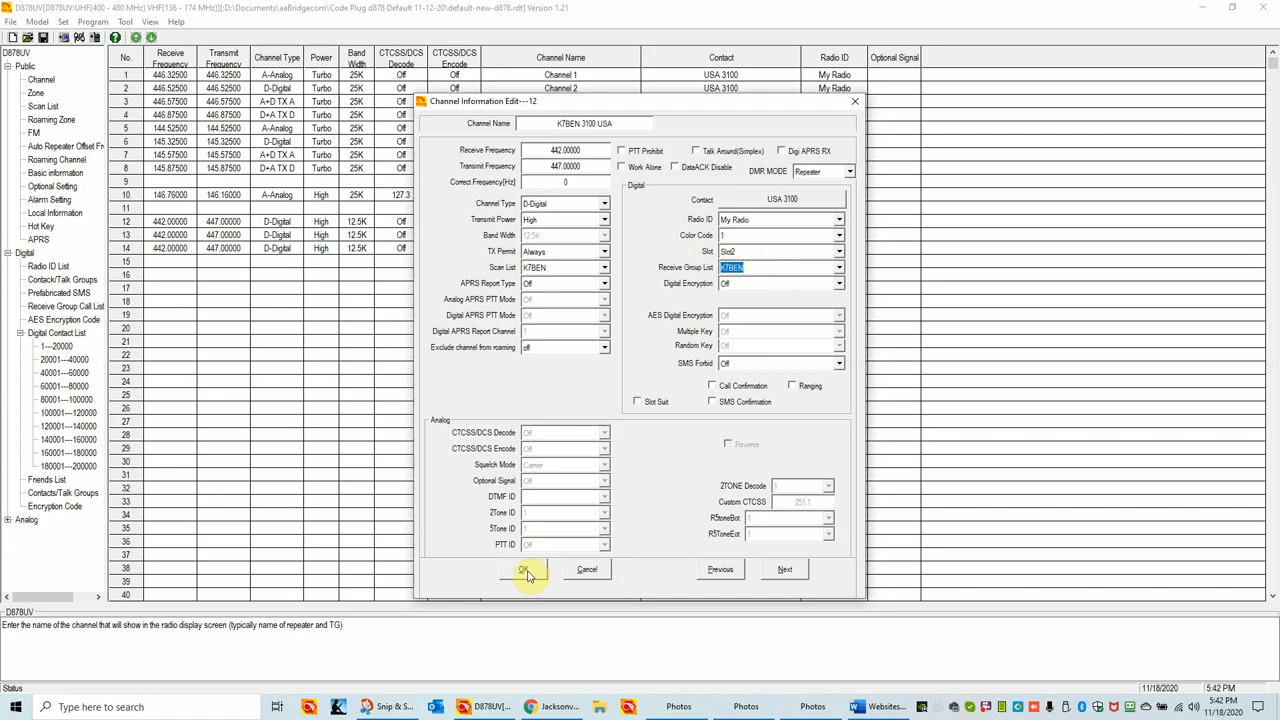 D878UV[D878UV:UHF(400 - 480 MHz) VHF(136 - 174 MHz)][D:\Documents\aaBridgecom\Code Plug d878 Default 11-12-20\default-new-d878.rdt] Version 1.21
File Model Set Program Tool View Help
D878UV
Public
Channel
Zone
Scan List
Roaming Zone
FM
Auto Repeater Offset Fr
Roaming Channel
Basic information
Optional Setting
Alarm Setting
Local Information
Hot Key
APRS
Digital
Radio ID List
Contack/Talk Groups
Prefabricated SMS
Receive Group Call List
AES Encryption Code
Digital Contact List
1---20000
20001---40000
40001---60000
60001---80000
80001---100000
100001---120000
120001---140000
140001---160000
160001---180000
180001---200000
Friends List
Contacts/Talk Groups
Encryption Code
Analog
No. Receive Frequency Transmit Frequency Channel Type Power Band Width CTCSS/DCS Decode CTCSS/DCS Encode Channel Name Contact Radio ID Optional Signal
1 446.32500 446.32500 A-Analog Turbo 25K Off Off Channel 1 USA 3100 My Radio
2 446.52500 446.52500 D-Digital Turbo 25K Off Off Channel 2 USA 3100 My Radio
3 446.57500 446.57500 A+D TX A Turbo 25K Off
4 446.87500 446.87500 D+A TX D Turbo 25K Off
5 144.52500 144.52500 A-Analog Turbo 25K Off
6 145.32500 145.32500 D-Digital Turbo 25K Off
7 145.57500 145.57500 A+D TX A Turbo 25K Off
8 145.87500 145.87500 D+A TX D Turbo 25K Off
9
10 146.76000 146.16000 A-Analog High 25K 127.3
11
12 442.00000 447.00000 D-Digital High 12.5K Off
13 442.00000 447.00000 D-Digital High 12.5K Off
14 442.00000 447.00000 D-Digital High 12.5K Off
15
16
17
18
19
20
21
22
23
24
25
26
27
28
29
30
31
32
33
34
35
36
37
38
39
40
Channel Information Edit---12
Channel Name K7BEN 3100 USA
Receive Frequency 442.00000
Transmit Frequency 447.00000
Correct Frequency[Hz] 0
Channel Type D-Digital
Transmit Power High
Band Width 12.5K
TX Permit Always
Scan List K7BEN
APRS Report Type Off
Analog APRS PTT Mode Off
Digital APRS PTT Mode Off
Digital APRS Report Channel 1
Exclude channel from roaming off
PTT Prohibit Talk Around(Simplex) Digi APRS RX
Work Alone DataACK Disable DMR MODE Repeater
Digital
Contact USA 3100
Radio ID My Radio
Color Code 1
Slot Slot2
Receive Group List K7BEN
Digital Encryption Off
AES Digital Encryption Off
Multiple Key Off
Random Key Off
SMS Forbid Off
Call Confirmation Ranging
Slot Suit SMS Confirmation
Analog
CTCSS/DCS Decode Off
CTCSS/DCS Encode Off
Squelch Mode Carrier
Optional Signal Off
DTMF ID
2Tone ID 1
5Tone ID 1
PTT ID Off
Reverse
2TONE Decode 1
Custom CTCSS 251.1
R5toneBot 1
R5ToneEot 1
OK Cancel Previous Next
D878UV
Enter the name of the channel that will show in the radio display screen (typically name of repeater and TG)
Status 11/18/2020 5:42 PM
Type here to search
Snip & S... D878UV[... Jacksonv... Photos Photos Photos Websites...
5:42 PM
11/18/2020